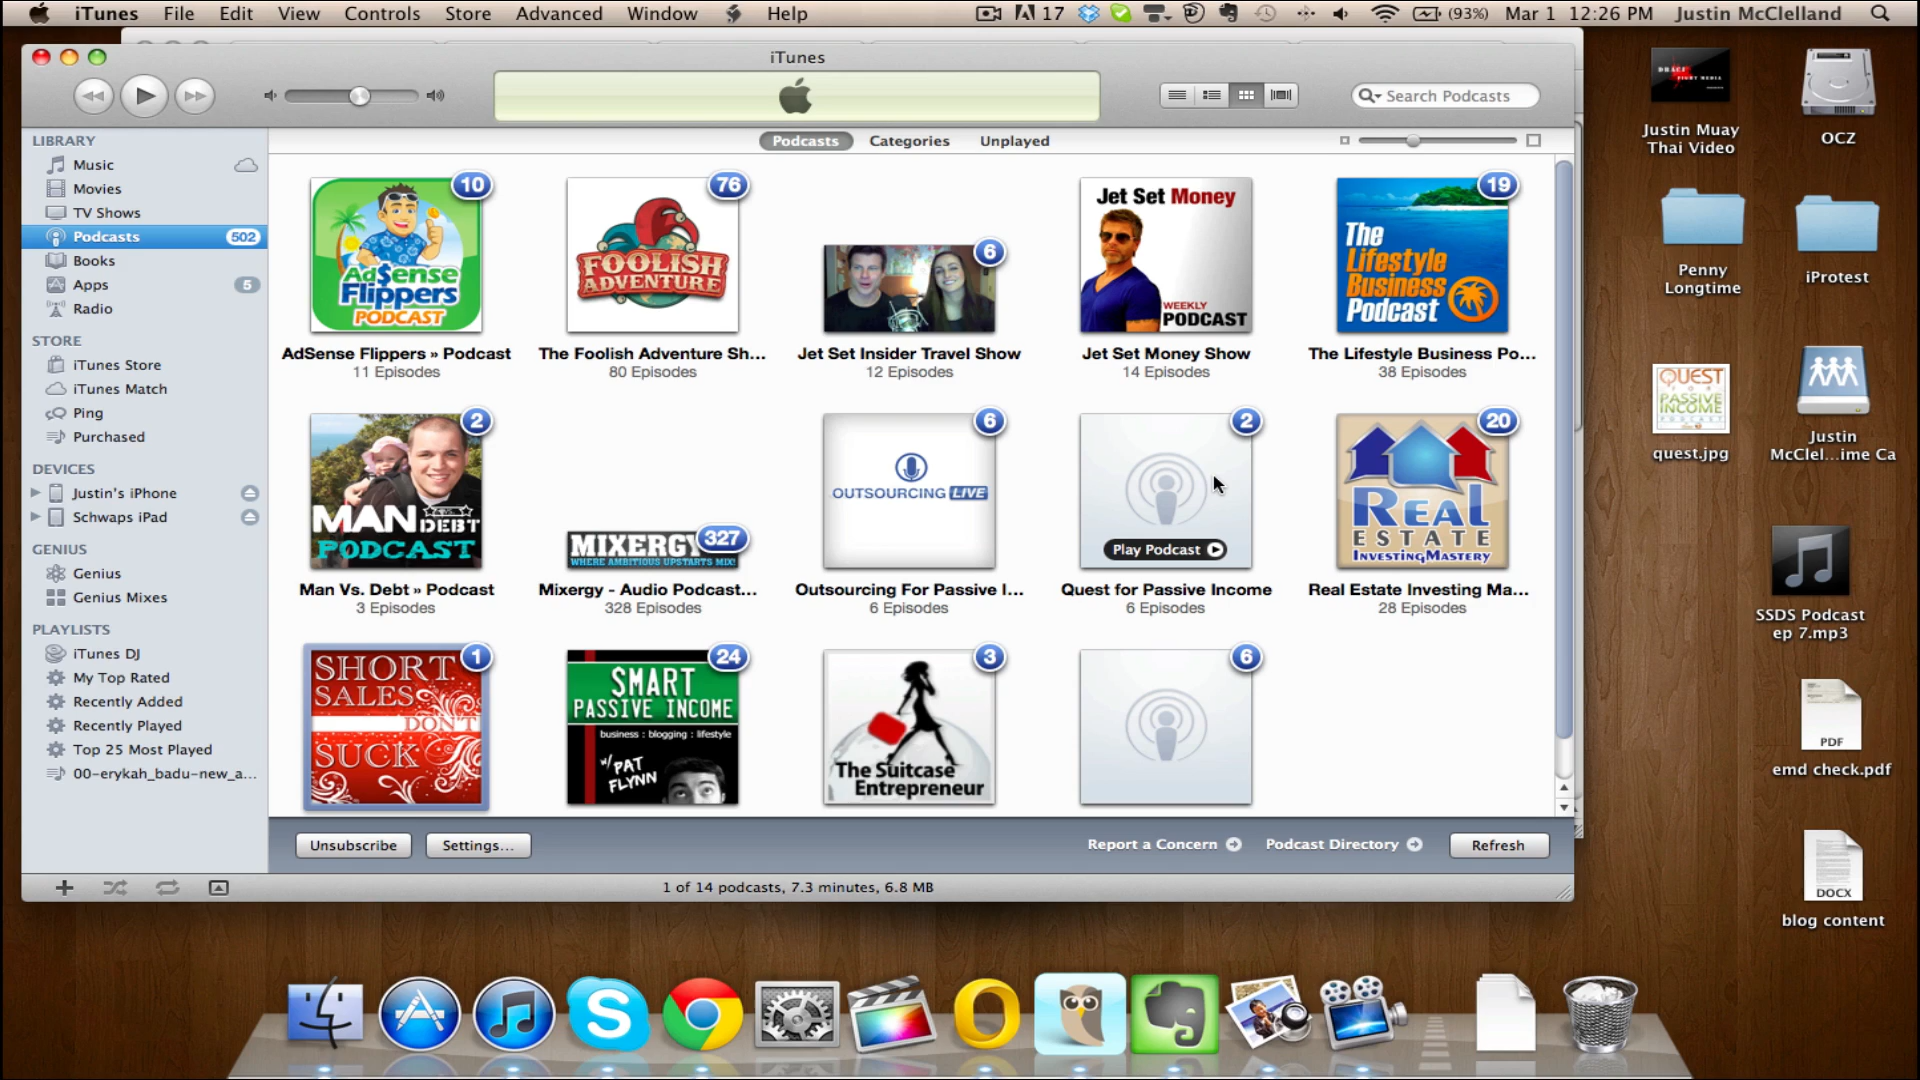 iTunes File Edit View Controls Store Advanced Window Help 17 (93%) Mar 1 12:26 PM Justin McClelland
iTunes
Search Podcasts
Podcasts Categories Unplayed
LIBRARY
Music
Movies
TV Shows
Podcasts 502
Books
Apps 5
Radio
STORE
iTunes Store
iTunes Match
Ping
Purchased
DEVICES
Justin's iPhone
Schwaps iPad
GENIUS
Genius
Genius Mixes
PLAYLISTS
iTunes DJ
My Top Rated
Recently Added
Recently Played
Top 25 Most Played
00-erykah_badu-new_a...
10
Ad$ense
Flippers
PODCAST
AdSense Flippers » Podcast
11 Episodes
76
FOOLISH
ADVENTURE
The Foolish Adventure Sh...
80 Episodes
6
Jet Set Insider Travel Show
12 Episodes
Jet Set Money
WEEKLY
PODCAST
Jet Set Money Show
14 Episodes
19
The
Lifestyle
Business
Podcast
The Lifestyle Business Po...
38 Episodes
2
MAN VS DEBT
PODCAST
Man Vs. Debt » Podcast
3 Episodes
327
MIXERGY
WHERE AMBITIOUS UPSTARTS MIX!
Mixergy - Audio Podcast...
328 Episodes
6
OUTSOURCING LIVE
Outsourcing For Passive I...
6 Episodes
2
Play Podcast
Quest for Passive Income
6 Episodes
20
REAL
ESTATE
INVESTINGMASTERY
Real Estate Investing Ma...
28 Episodes
1
SHORT
SALES
DON'T
SUCK
24
$MART
PASSIVE INCOME
business : blogging : lifestyle
W/ PAT
FLYNN
3
The Suitcase
Entrepreneur
6
Unsubscribe Settings... Report a Concern Podcast Directory Refresh
1 of 14 podcasts, 7.3 minutes, 6.8 MB
Justin Muay
Thai Video
OCZ
Penny
Longtime
iProtest
QUEST
FOR
PASSIVE
INCOME
PODCAST
quest.jpg
Justin
McClel...ime Ca
SSDS Podcast
ep 7.mp3
PDF
emd check.pdf
DOCX
blog content